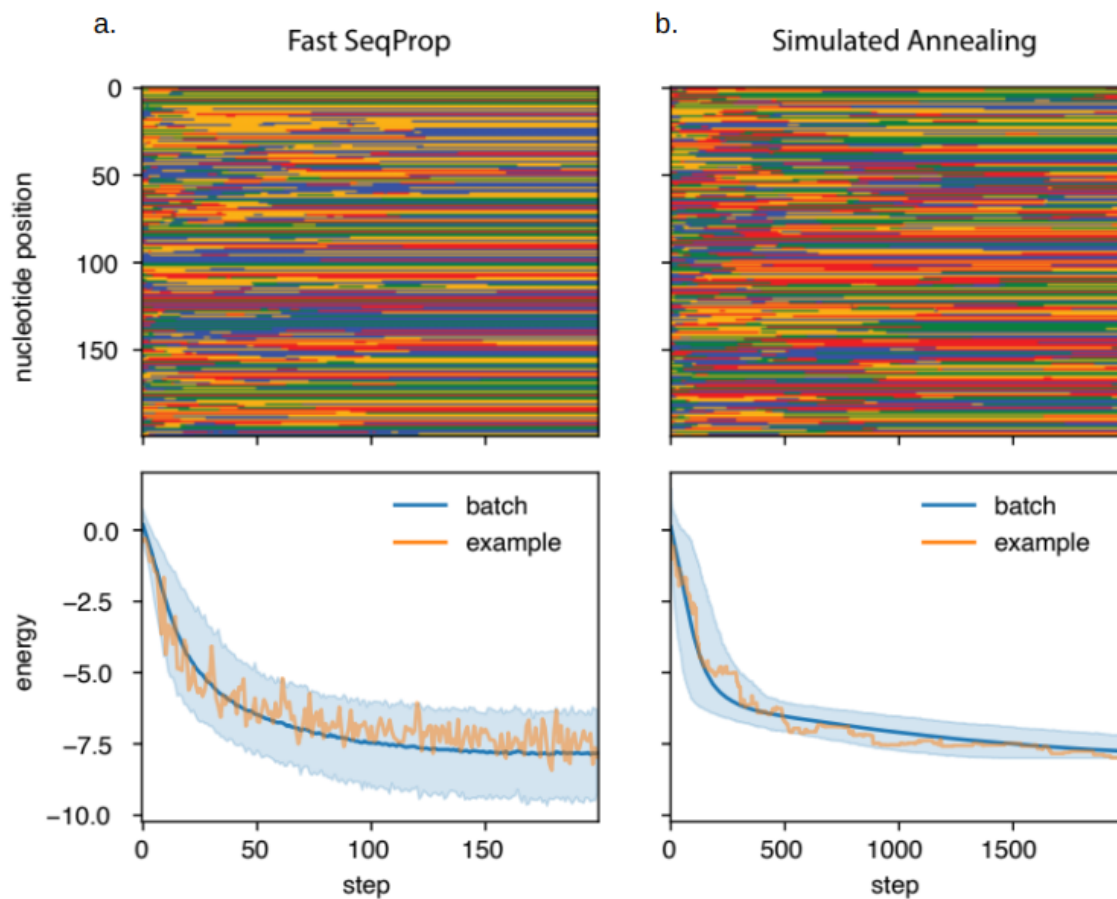 a.
Fast SeqProp
b.
Simulated Annealing
nucleotide position
0
50
100
150
energy
0.0
−2.5
−5.0
−7.5
−10.0
batch
example
batch
example
0 50 100 150
step
0 500 1000 1500
step